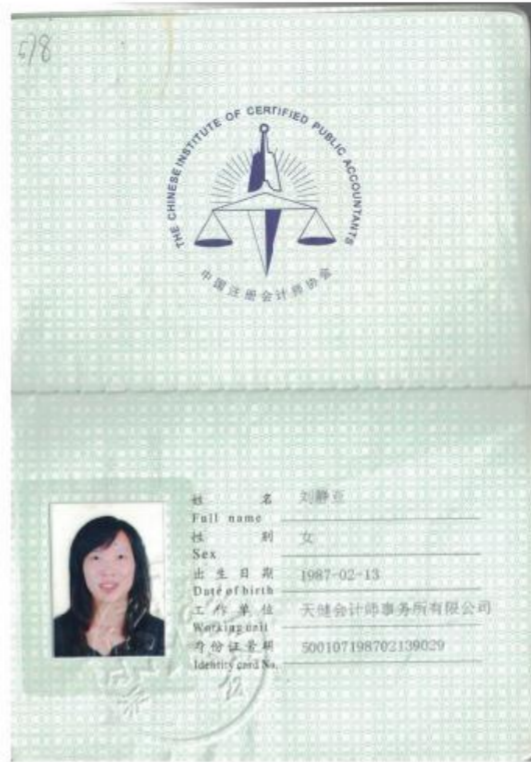 578
THE CHINESE INSTITUTE OF CERTIFIED PUBLIC ACCOUNTANTS
中国注册会计师协会
姓 名 刘静亚
Full name
性 别 女
Sex
出 生 日 期 1987-02-13
Date of birth
工 作 单 位 天健会计师事务所有限公司
Working unit
身份证号码 500107198702139029
Identity card No.